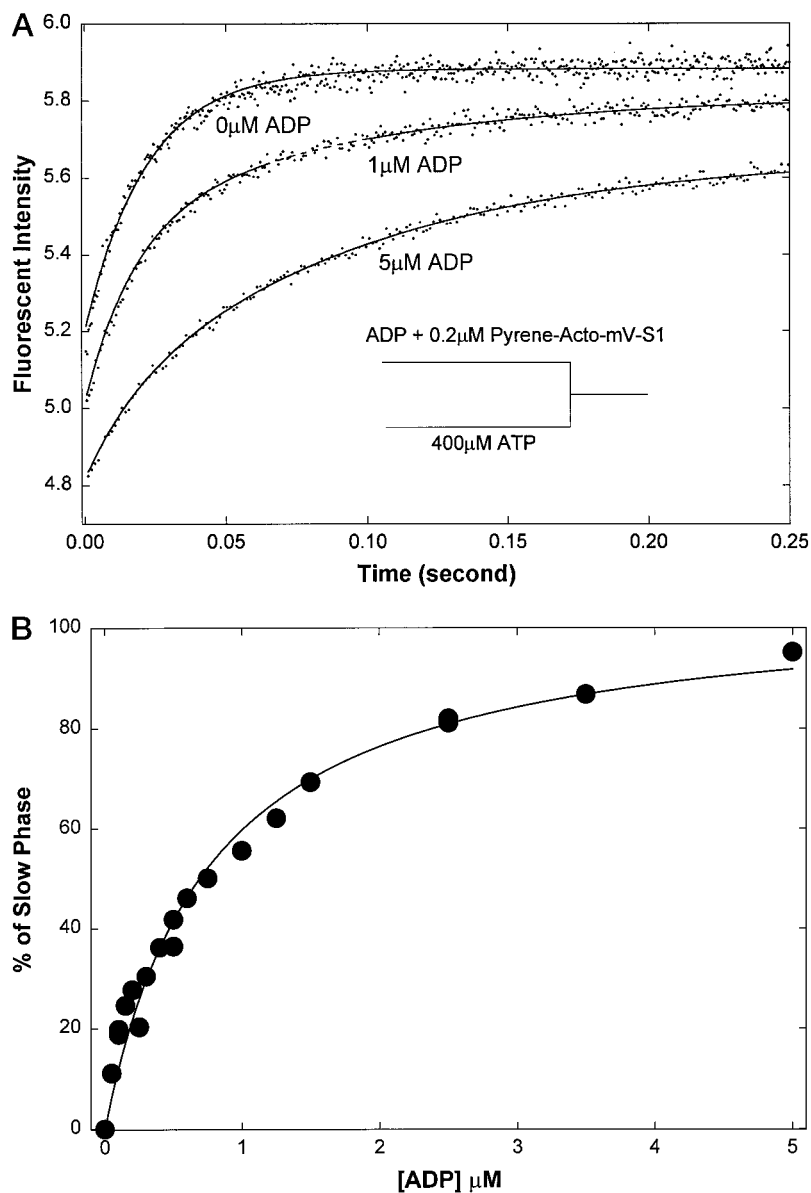 A
Fluorescent Intensity
6.0
5.8
5.6
5.4
5.2
5.0
4.8
0μM ADP
1μM ADP
5μM ADP
ADP + 0.2μM Pyrene-Acto-mV-S1
400μM ATP
0.00 0.05 0.10 0.15 0.20 0.25
Time (second)
B
% of Slow Phase
100
80
60
40
20
0
0 1 2 3 4 5
[ADP] μM